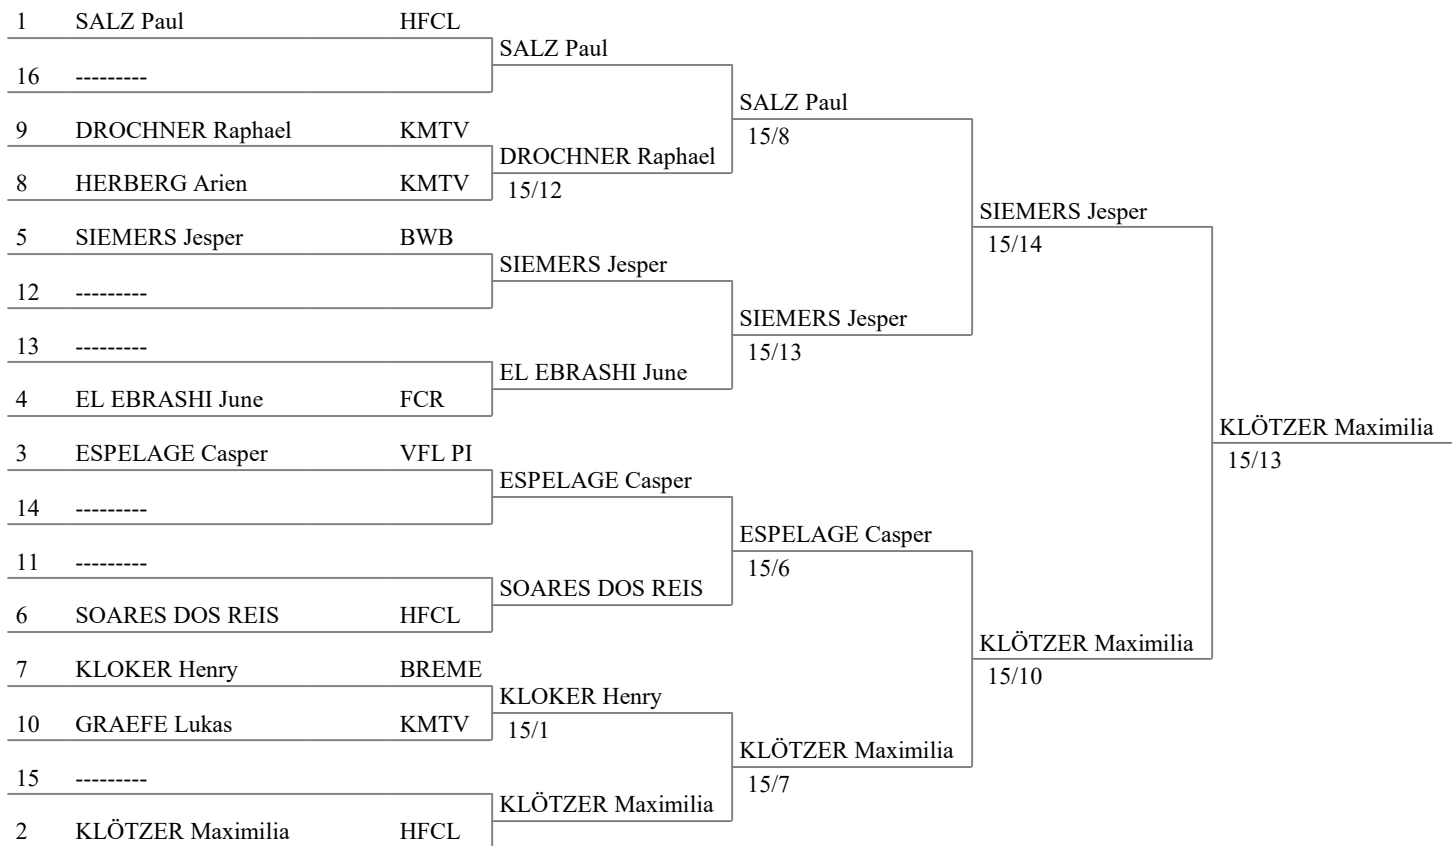 1 SALZ Paul HFCL
SALZ Paul
16 ---------
SALZ Paul
15/8
9 DROCHNER Raphael KMTV
DROCHNER Raphael
15/12
8 HERBERG Arien KMTV
SIEMERS Jesper
15/14
5 SIEMERS Jesper BWB
SIEMERS Jesper
12 ---------
SIEMERS Jesper
15/13
13 ---------
EL EBRASHI June
4 EL EBRASHI June FCR
KLÖTZER Maximilia
15/13
3 ESPELAGE Casper VFL PI
ESPELAGE Casper
14 ---------
ESPELAGE Casper
15/6
11 ---------
SOARES DOS REIS
6 SOARES DOS REIS HFCL
KLÖTZER Maximilia
15/10
7 KLOKER Henry BREME
KLOKER Henry
15/1
10 GRAEFE Lukas KMTV
KLÖTZER Maximilia
15/7
15 ---------
KLÖTZER Maximilia
2 KLÖTZER Maximilia HFCL